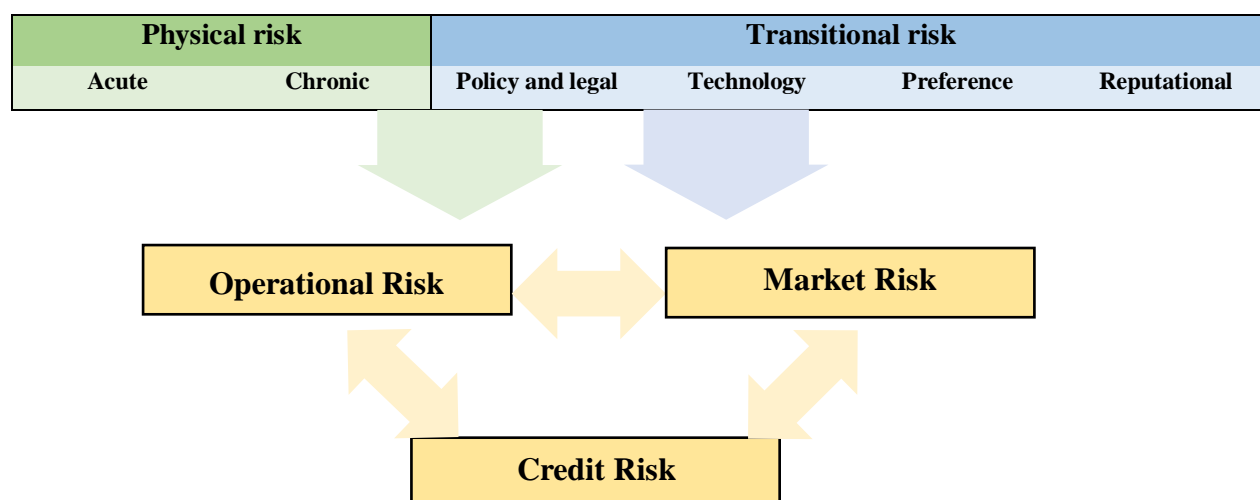 Physical risk Transitional risk
Acute Chronic Policy and legal Technology Preference Reputational
Operational Risk Market Risk
Credit Risk